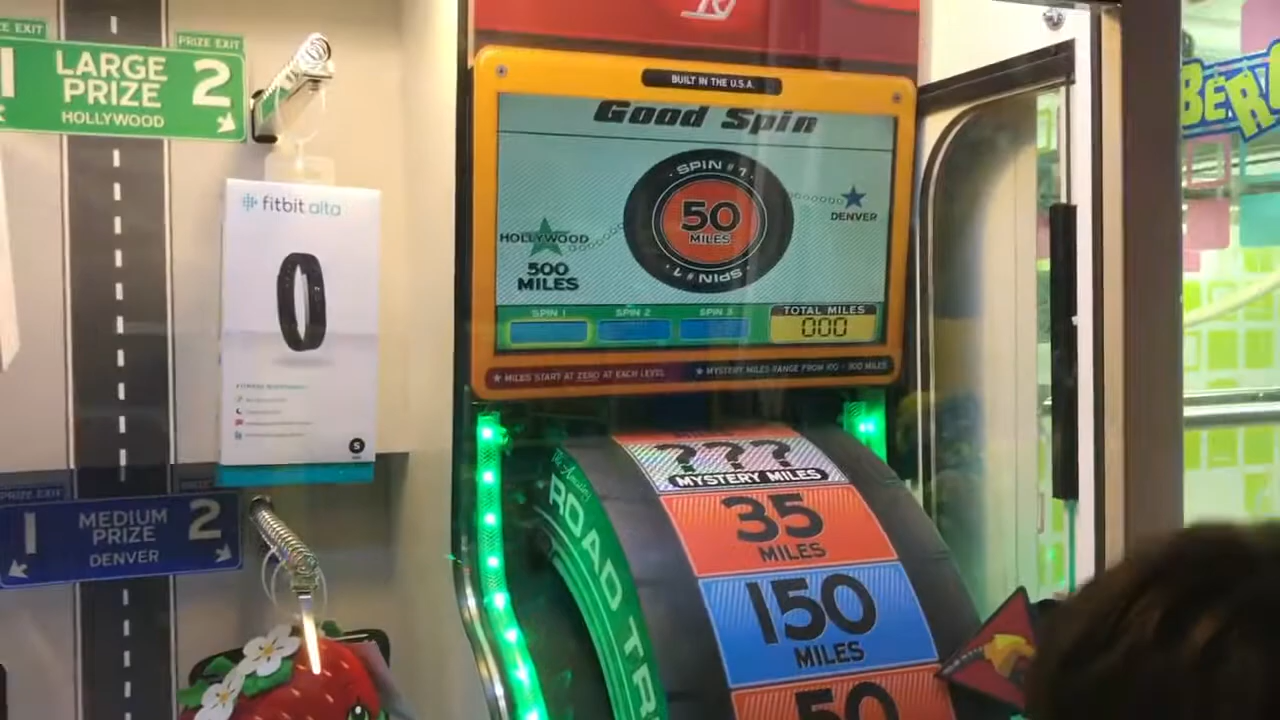 PRIZE EXIT
1 LARGE PRIZE 2
HOLLYWOOD
fitbit alta
S
PRIZE EXIT
1 MEDIUM PRIZE 2
DENVER
BUILT IN THE U.S.A.
Good Spin
· SPIN #1 ·
50
MILES
· SPIN #1 ·
HOLLYWOOD
500
MILES
DENVER
SPIN 1
SPIN 2
SPIN 3
TOTAL MILES
000
★ MILES START AT ZERO AT EACH LEVEL
★ MYSTERY MILES RANGE FROM 100 - 300 MILES
???
MYSTERY MILES
35
MILES
150
MILES
50
ROAD TRI